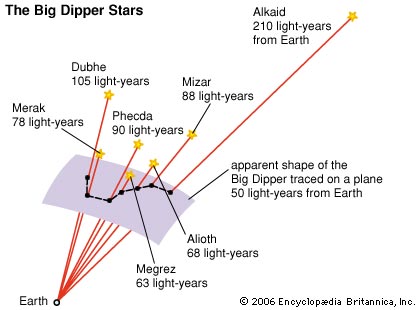 The Big Dipper Stars
Alkaid
210 light-years
from Earth
Dubhe
105 light-years
Mizar
88 light-years
Merak
78 light-years
Phecda
90 light-years
apparent shape of the
Big Dipper traced on a plane
50 light-years from Earth
Alioth
68 light-years
Megrez
63 light-years
Earth
© 2006 Encyclopædia Britannica, Inc.